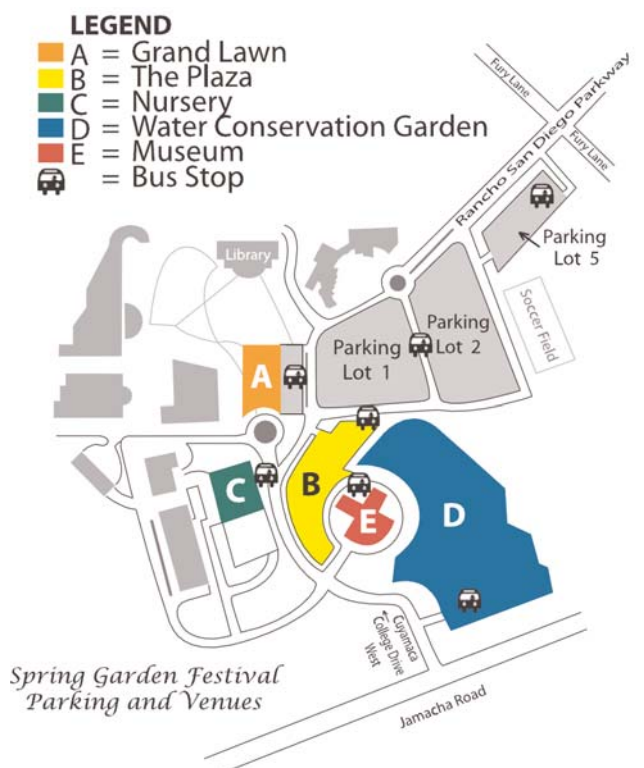 LEGEND
A = Grand Lawn
B = The Plaza
C = Nursery
D = Water Conservation Garden
E = Museum
= Bus Stop
Fury Lane
Rancho San Diego Parkway
Fury Lane
Parking
Lot 5
Library
Soccer Field
Parking
Lot 2
Parking
Lot 1
A
B
C
D
E
Cuyamaca
College Drive
West
Spring Garden Festival
Parking and Venues
Jamacha Road